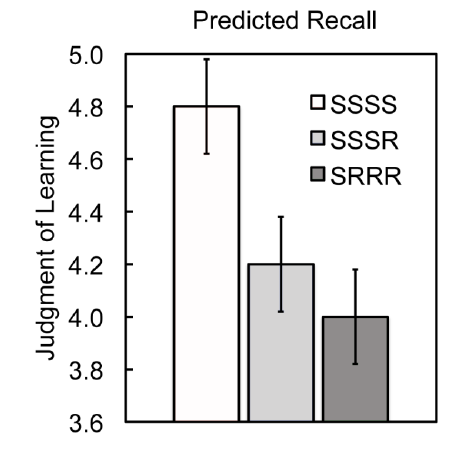 Predicted Recall
Judgment of Learning
5.0
4.8
4.6
4.4
4.2
4.0
3.8
3.6
SSSS
SSSR
SRRR